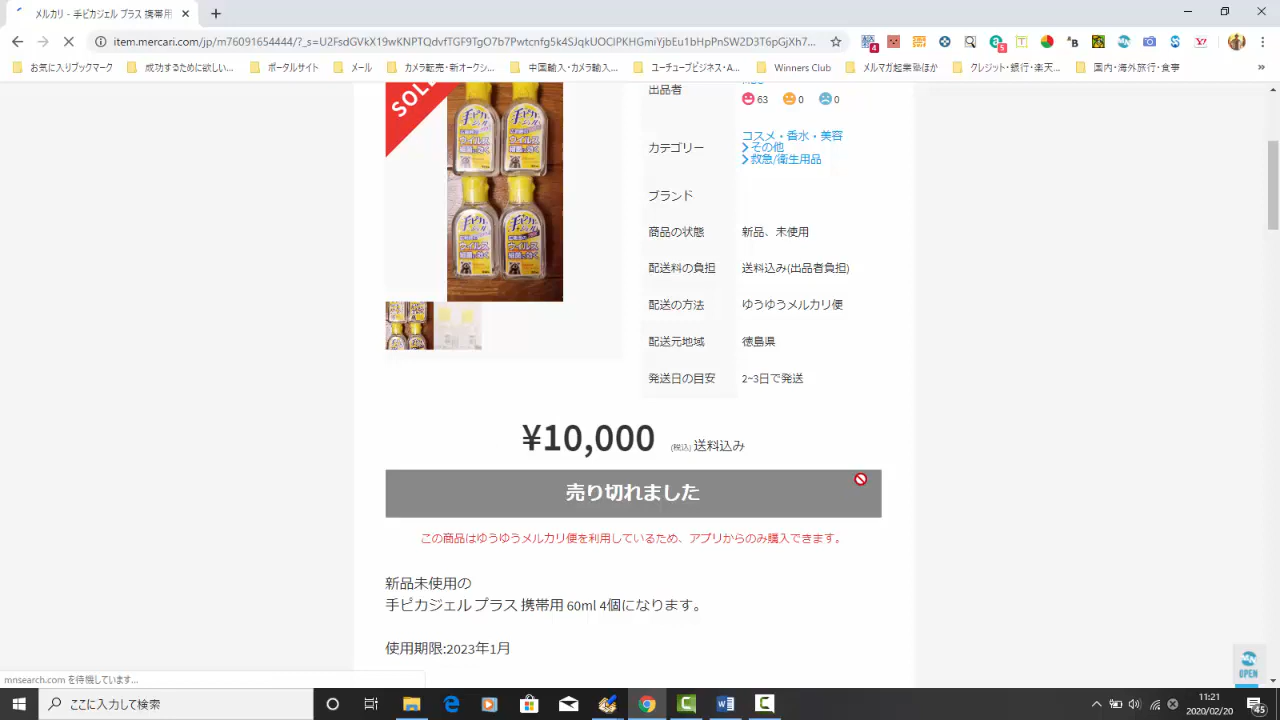 メルカリ - 手ピカジェル プラス 携帯用
item.mercari.com/jp/m76091654444/?_s=U2FsdGVkX19wKNPTQdvfTGF9TgO7b7Pwtcnfg5k4SJqkUOClPKHGmiYjbEu1bHpPnSW2D3T6pGjXh7...
お気に入りブックマーク
成功するために欲しい...
ポータルサイト
メール
カメラ転売・新オークシ...
中国輸入・カメラ輸入...
ユーチューブビジネス・A...
Winners Club
メルマガ起業塾ほか
クレジット・銀行・楽天...
国内・海外旅行・食事
SOLD
出品者
63 0 0
カテゴリー
コスメ・香水・美容
その他
救急/衛生用品
ブランド
商品の状態 新品、未使用
配送料の負担 送料込み(出品者負担)
配送の方法 ゆうゆうメルカリ便
配送元地域 徳島県
発送日の目安 2~3日で発送
¥10,000 (税込) 送料込み
売り切れました
この商品はゆうゆうメルカリ便を利用しているため、アプリからのみ購入できます。
新品未使用の
手ピカジェル プラス 携帯用 60ml 4個になります。
使用期限:2023年1月
OPEN
mnsearch.com を待機しています...
ここに入力して検索
11:21
2020/02/20
45